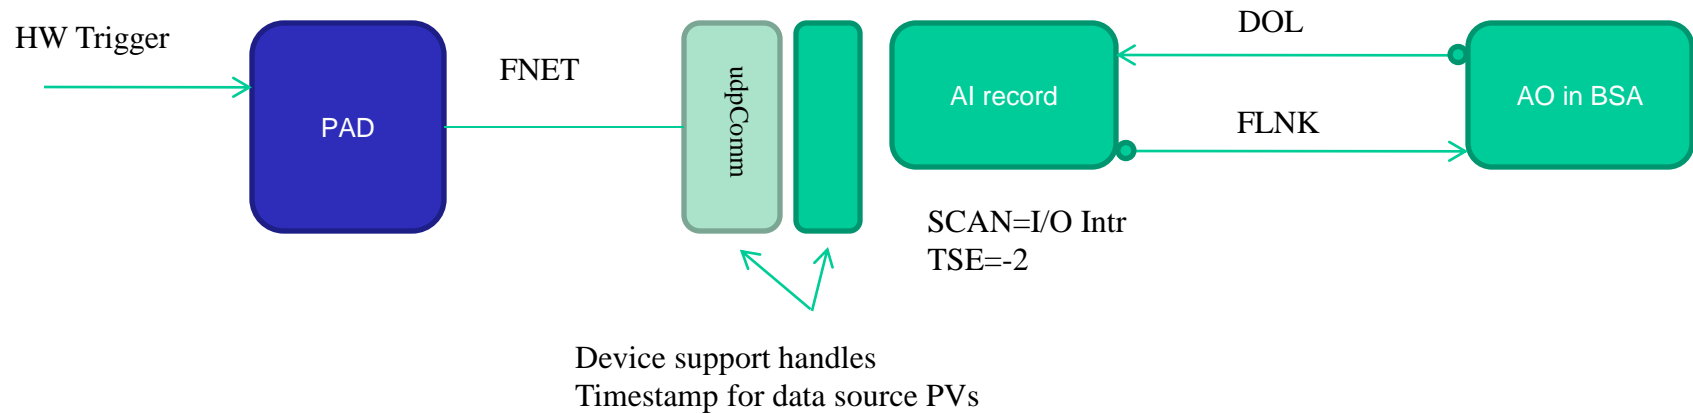 HW Trigger
PAD
FNET
udpComm
AI record
DOL
FLNK
AO in BSA
SCAN=I/O Intr
TSE=-2
Device support handles
Timestamp for data source PVs